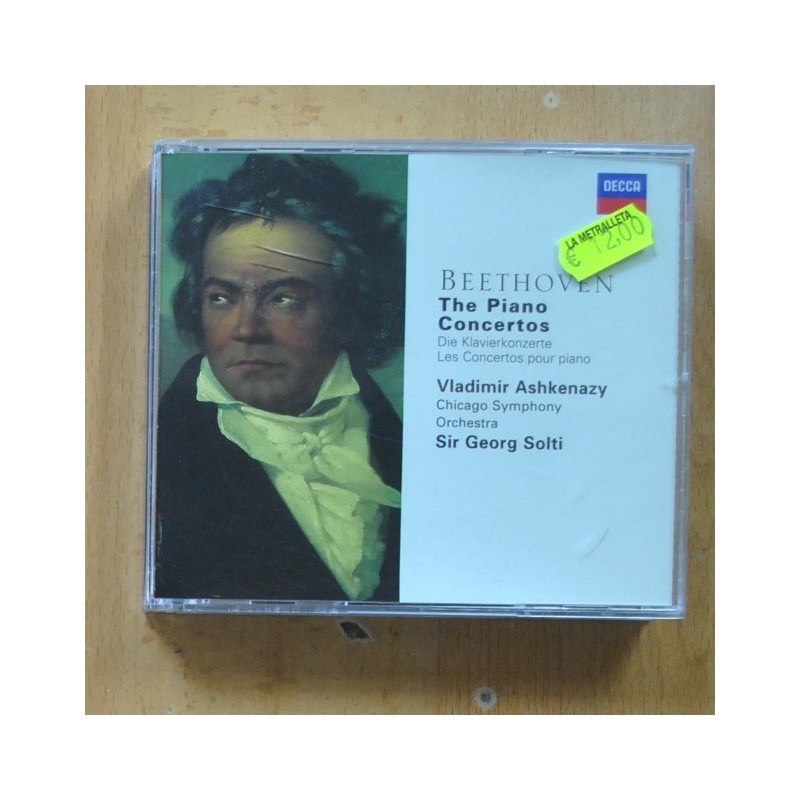 DECCA
LA METRALLETA
€ 12,00
BEETHOVEN
The Piano
Concertos
Die Klavierkonzerte
Les Concertos pour piano
Vladimir Ashkenazy
Chicago Symphony
Orchestra
Sir Georg Solti